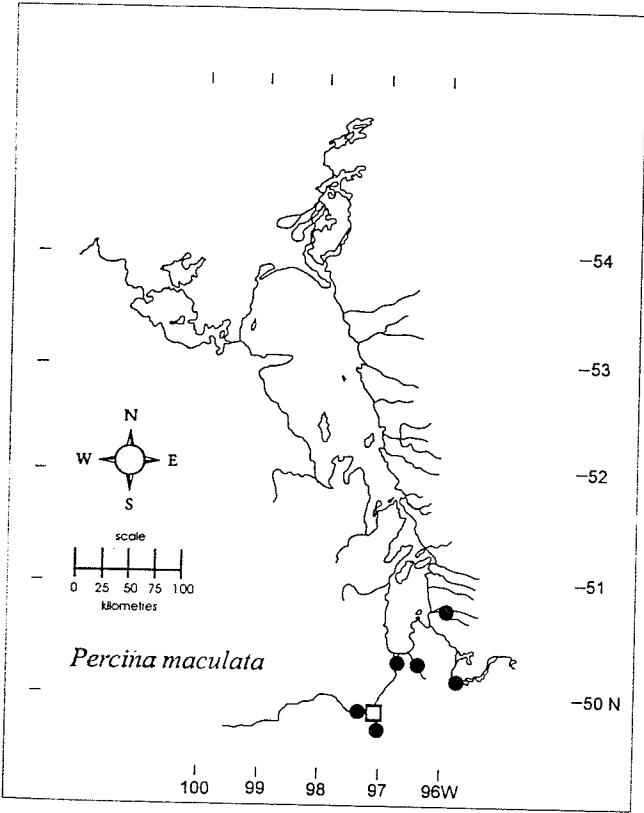 –54
–53
N
W E
S
–52
scale
0 25 50 75 100
kilometres
–51
Percina maculata
–50 N
100 99 98 97 96W